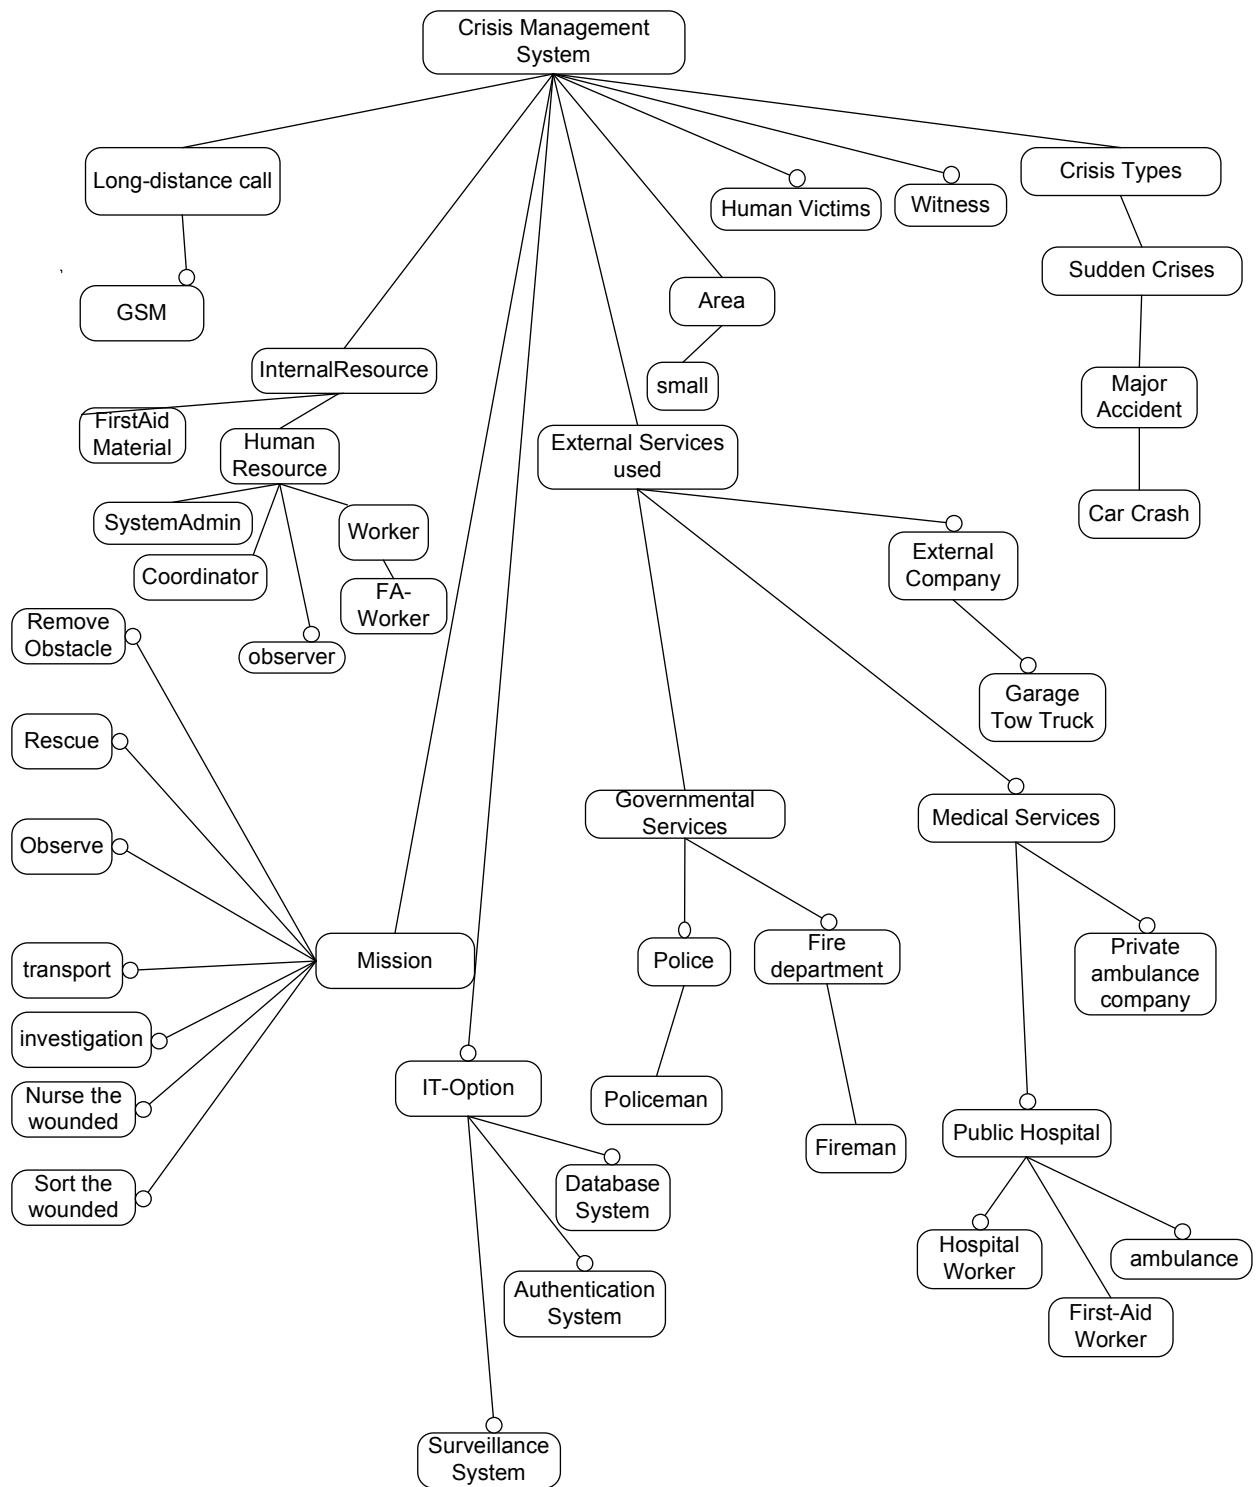 Crisis Management
System
Long-distance call
Human Victims
Witness
Crisis Types
Sudden Crises
,
GSM
Area
InternalResource
small
Major
Accident
FirstAid
Material
Human
Resource
External Services
used
SystemAdmin
Worker
Car Crash
Coordinator
FA-
Worker
External
Company
Remove
Obstacle
observer
Garage
Tow Truck
Rescue
Governmental
Services
Medical Services
Observe
Mission
Police
Fire
department
Private
ambulance
company
transport
investigation
IT-Option
Nurse the
wounded
Policeman
Fireman
Public Hospital
Sort the
wounded
Database
System
Hospital
Worker
ambulance
Authentication
System
First-Aid
Worker
Surveillance
System